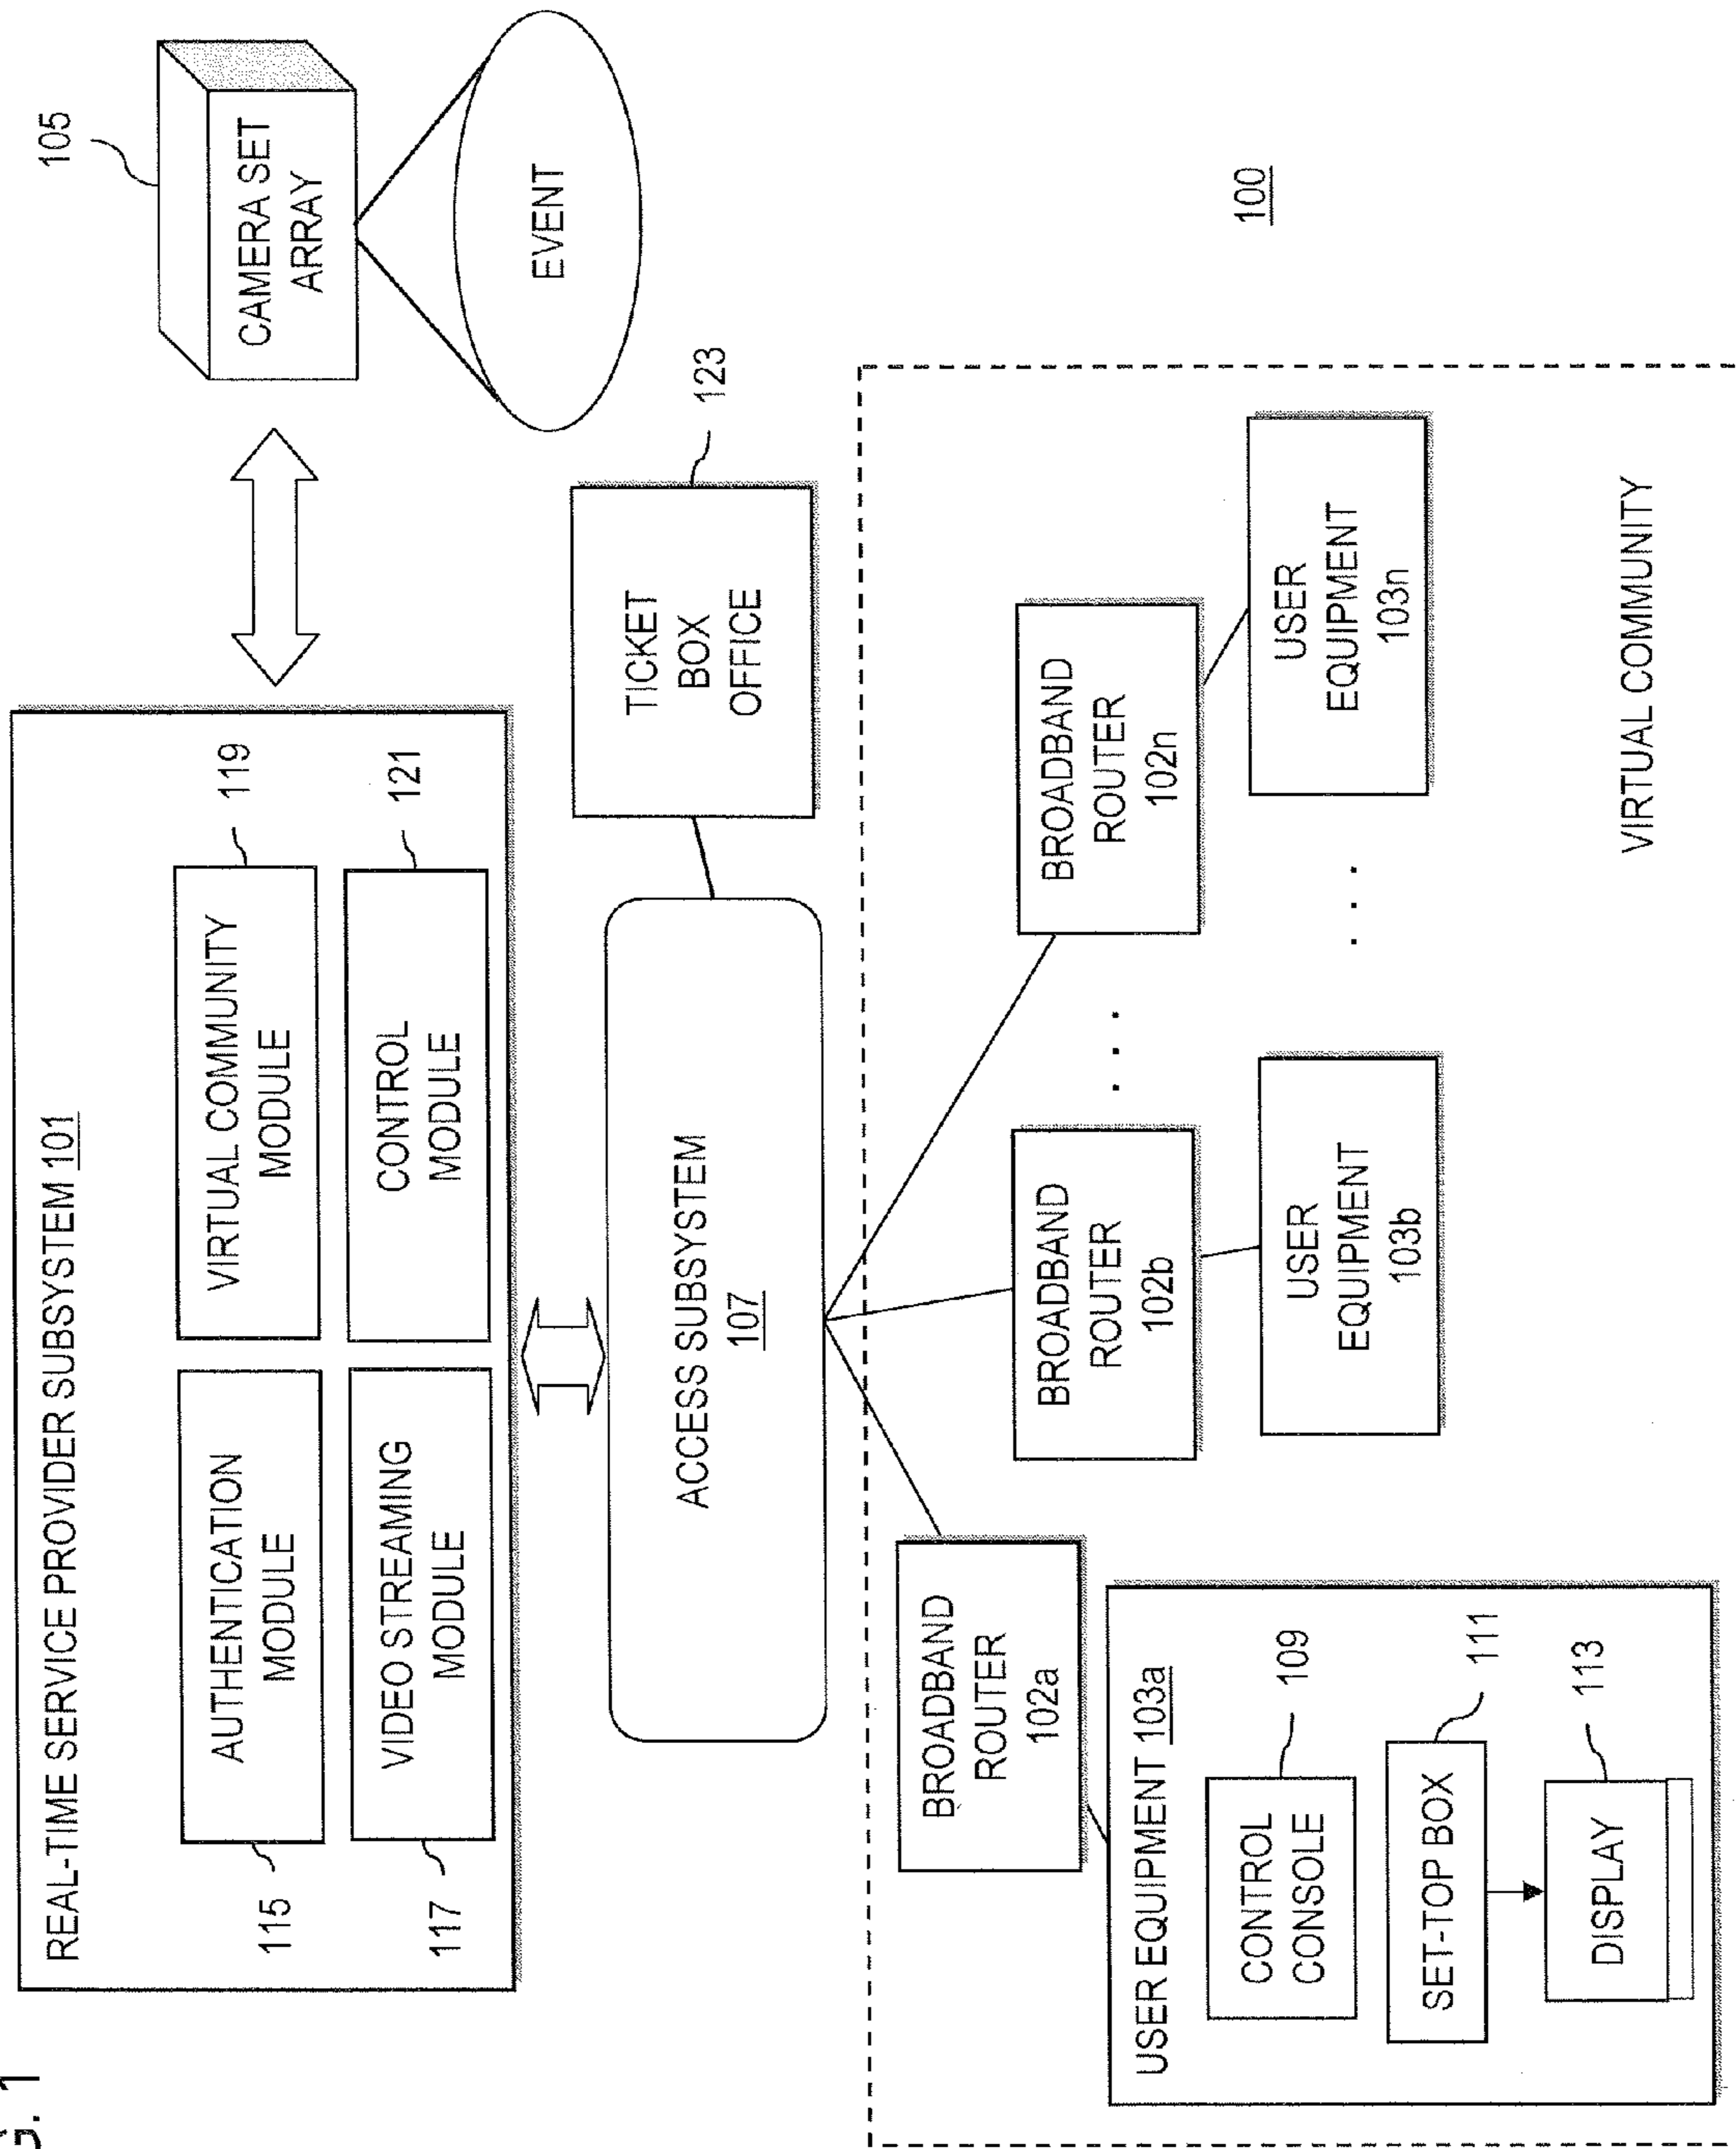 REAL-TIME SERVICE PROVIDER SUBSYSTEM 101
AUTHENTICATION
MODULE
115
VIRTUAL COMMUNITY
MODULE
119
VIDEO STREAMING
MODULE
117
CONTROL
MODULE
121
105
CAMERA SET
ARRAY
EVENT
ACCESS SUBSYSTEM
107
TICKET
BOX
OFFICE
123
BROADBAND
ROUTER
102a
BROADBAND
ROUTER
102b
. . .
BROADBAND
ROUTER
102n
USER EQUIPMENT 103a
CONTROL
CONSOLE
109
SET-TOP BOX
111
DISPLAY
113
USER
EQUIPMENT
103b
. . .
USER
EQUIPMENT
103n
VIRTUAL COMMUNITY
100
G. 1